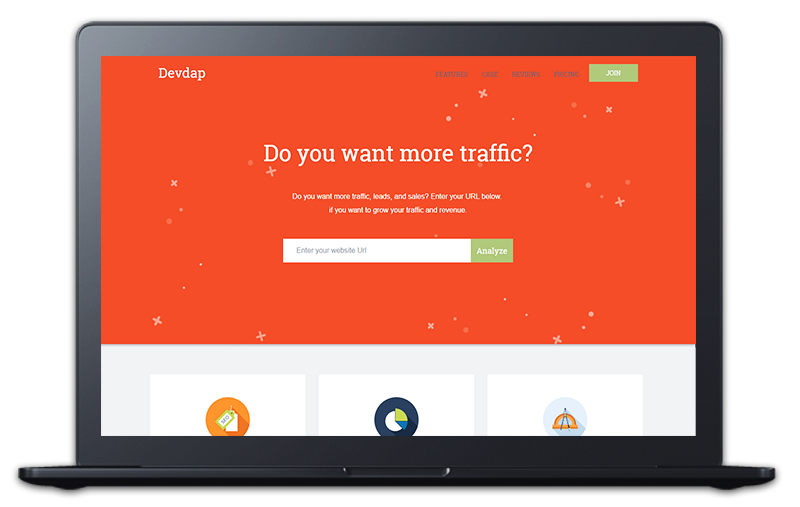 Devdap
FEATURES CASE REVIEWS PRICING JOIN
Do you want more traffic?
Do you want more traffic, leads, and sales? Enter your URL below.
if you want to grow your traffic and revenue.
Enter your website Url Analyze
SEO